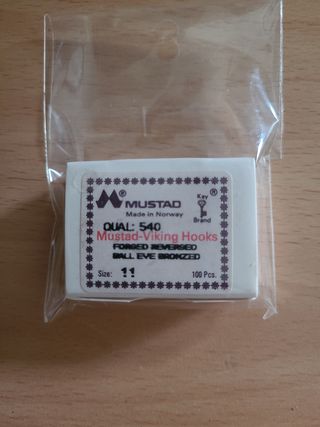 ® MUSTAD Key ®
Made in Norway Brand
QUAL: 540
Mustad-Viking Hooks
FORGED REVERSED
BALL EYE BRONZED
Size: 11 100 Pcs.